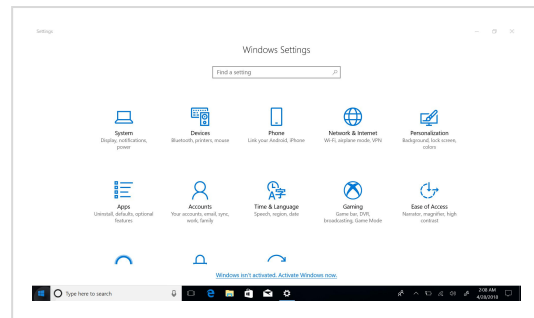 Settings
Windows Settings
Find a setting
System
Display, notifications,
power
Devices
Bluetooth, printers, mouse
Phone
Link your Android, iPhone
Network & Internet
Wi-Fi, airplane mode, VPN
Personalization
Background, lock screen,
colors
Apps
Uninstall, defaults, optional
features
Accounts
Your accounts, email, sync,
work, family
Time & Language
Speech, region, date
Gaming
Game bar, DVR,
broadcasting, Game Mode
Ease of Access
Narrator, magnifier, high
contrast
Windows isn't activated. Activate Windows now.
Type here to search
2:08 AM
4/28/2018